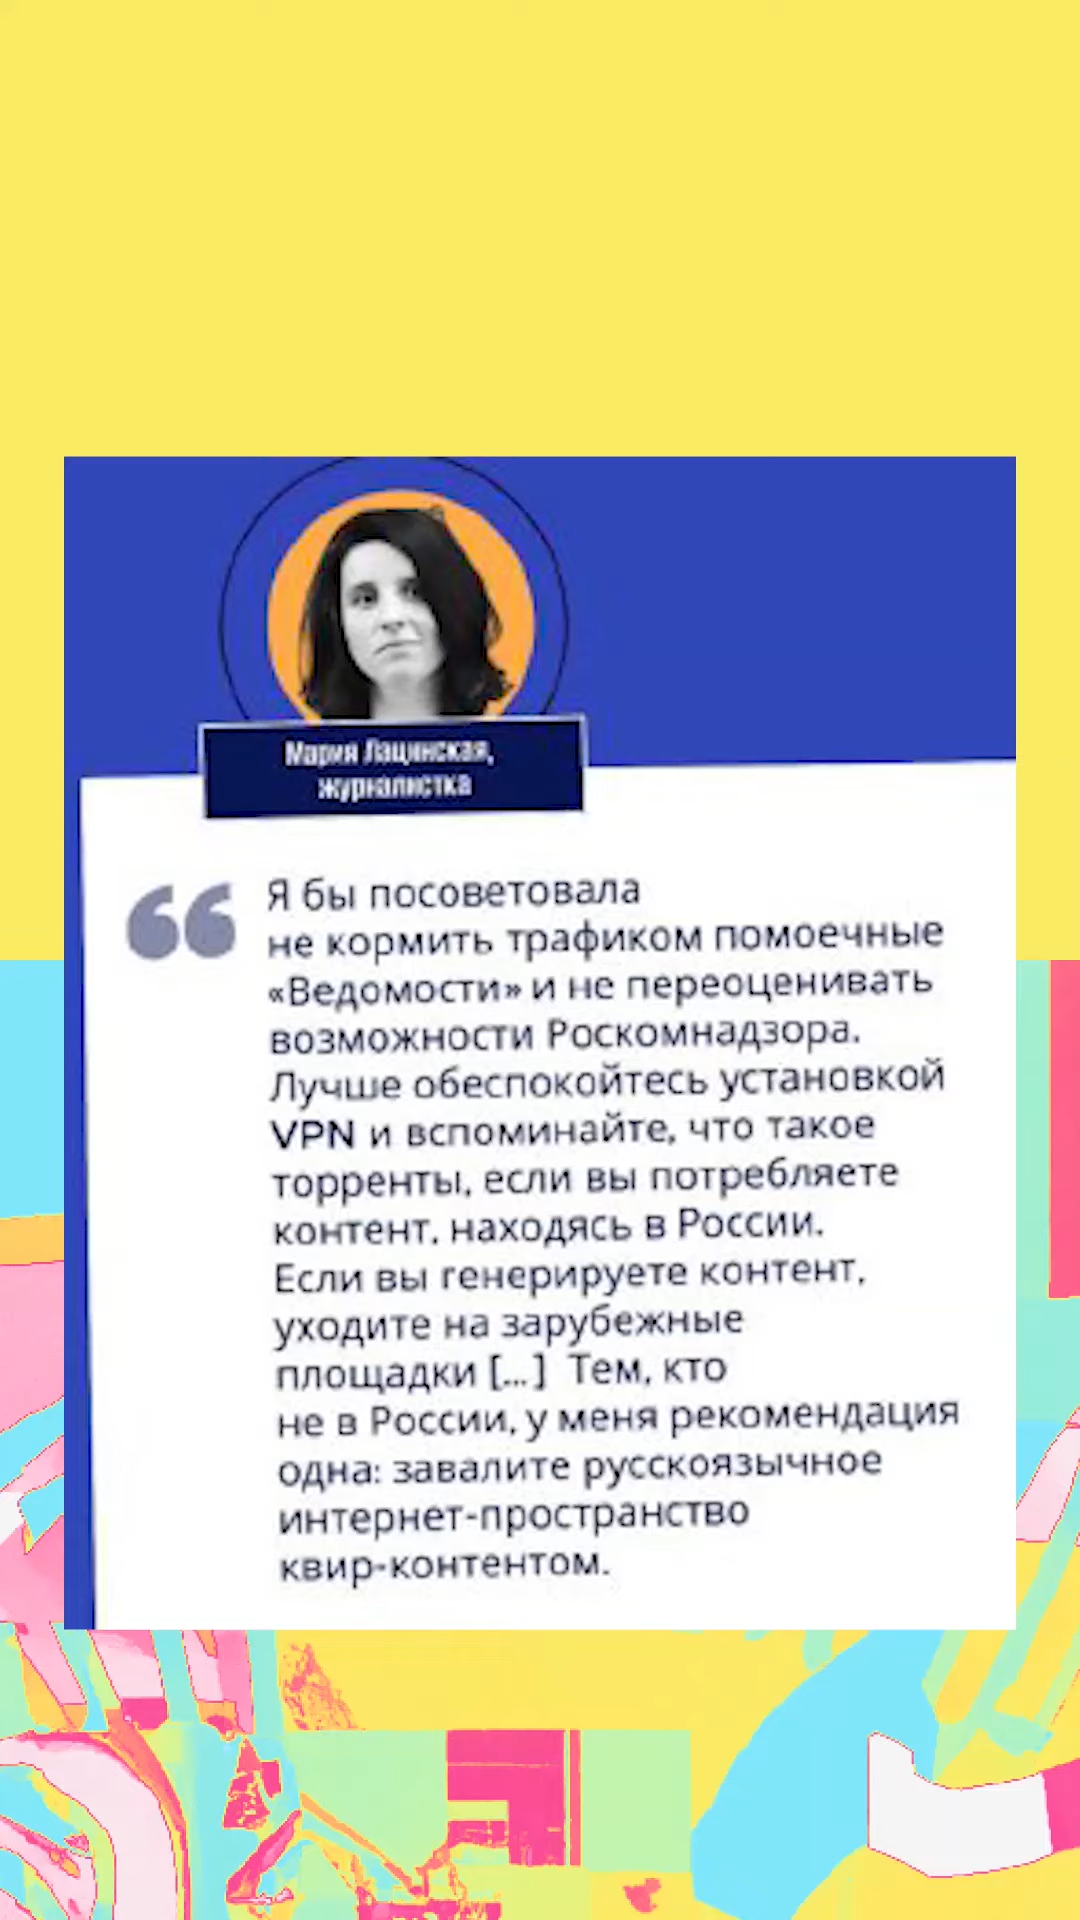 Мария Лацинская,
журналистка
“
Я бы посоветовала
не кормить трафиком помоечные
«Ведомости» и не переоценивать
возможности Роскомнадзора.
Лучше обеспокойтесь установкой
VPN и вспоминайте, что такое
торренты, если вы потребляете
контент, находясь в России.
Если вы генерируете контент,
уходите на зарубежные
площадки [...] Тем, кто
не в России, у меня рекомендация
одна: завалите русскоязычное
интернет-пространство
квир-контентом.